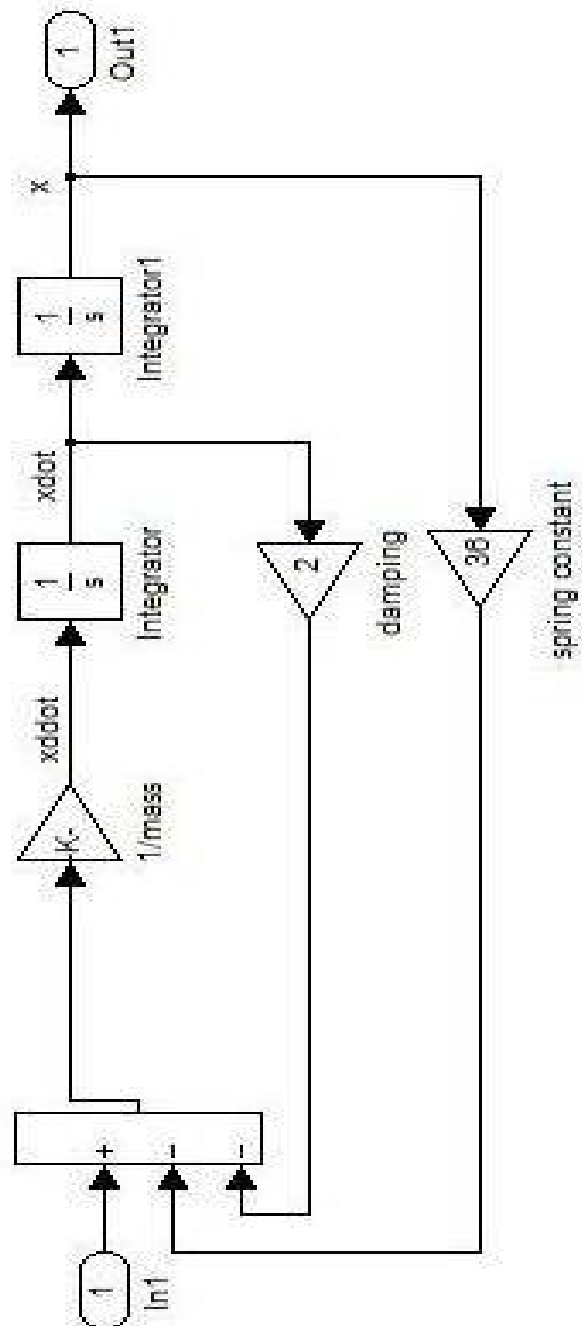 1
In1
+
-
-
-K-
1/mass
xddot
1
s
Integrator
xdot
1
s
Integrator1
x
1
Out1
2
damping
36
spring constant